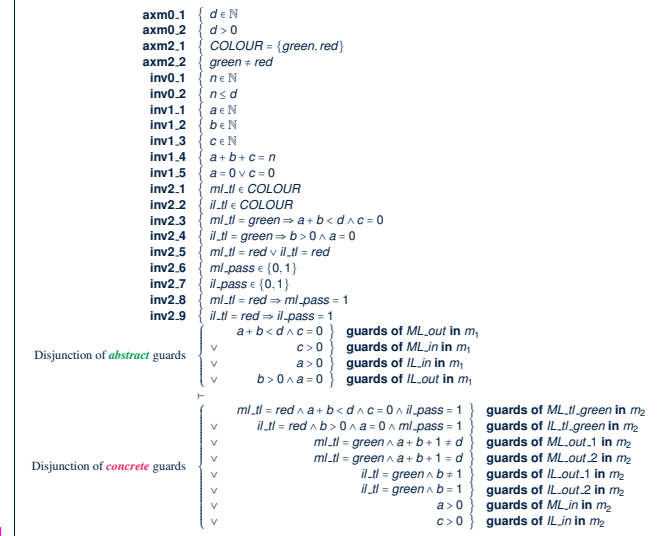 axm0_1 { d ∈ ℕ
axm0_2 { d > 0
axm2_1 { COLOUR = {green, red}
axm2_2 { green ≠ red
inv0_1 { n ∈ ℕ
inv0_2 { n ≤ d
inv1_1 { a ∈ ℕ
inv1_2 { b ∈ ℕ
inv1_3 { c ∈ ℕ
inv1_4 { a + b + c = n
inv1_5 { a = 0 ∨ c = 0
inv2_1 { ml_tl ∈ COLOUR
inv2_2 { il_tl ∈ COLOUR
inv2_3 { ml_tl = green ⇒ a + b < d ∧ c = 0
inv2_4 { il_tl = green ⇒ b > 0 ∧ a = 0
inv2_5 { ml_tl = red ∨ il_tl = red
inv2_6 { ml_pass ∈ {0, 1}
inv2_7 { il_pass ∈ {0, 1}
inv2_8 { ml_tl = red ⇒ ml_pass = 1
inv2_9 { il_tl = red ⇒ il_pass = 1
Disjunction of abstract guards
{ a + b < d ∧ c = 0 } guards of ML_out in m₁
∨ c > 0 } guards of ML_in in m₁
∨ a > 0 } guards of IL_in in m₁
∨ b > 0 ∧ a = 0 } guards of IL_out in m₁
⊢
Disjunction of concrete guards
{ ml_tl = red ∧ a + b < d ∧ c = 0 ∧ il_pass = 1 } guards of ML_tl_green in m₂
∨ il_tl = red ∧ b > 0 ∧ a = 0 ∧ ml_pass = 1 } guards of IL_tl_green in m₂
∨ ml_tl = green ∧ a + b + 1 ≠ d } guards of ML_out_1 in m₂
∨ ml_tl = green ∧ a + b + 1 = d } guards of ML_out_2 in m₂
∨ il_tl = green ∧ b ≠ 1 } guards of IL_out_1 in m₂
∨ il_tl = green ∧ b = 1 } guards of IL_out_2 in m₂
∨ a > 0 } guards of ML_in in m₂
∨ c > 0 } guards of IL_in in m₂